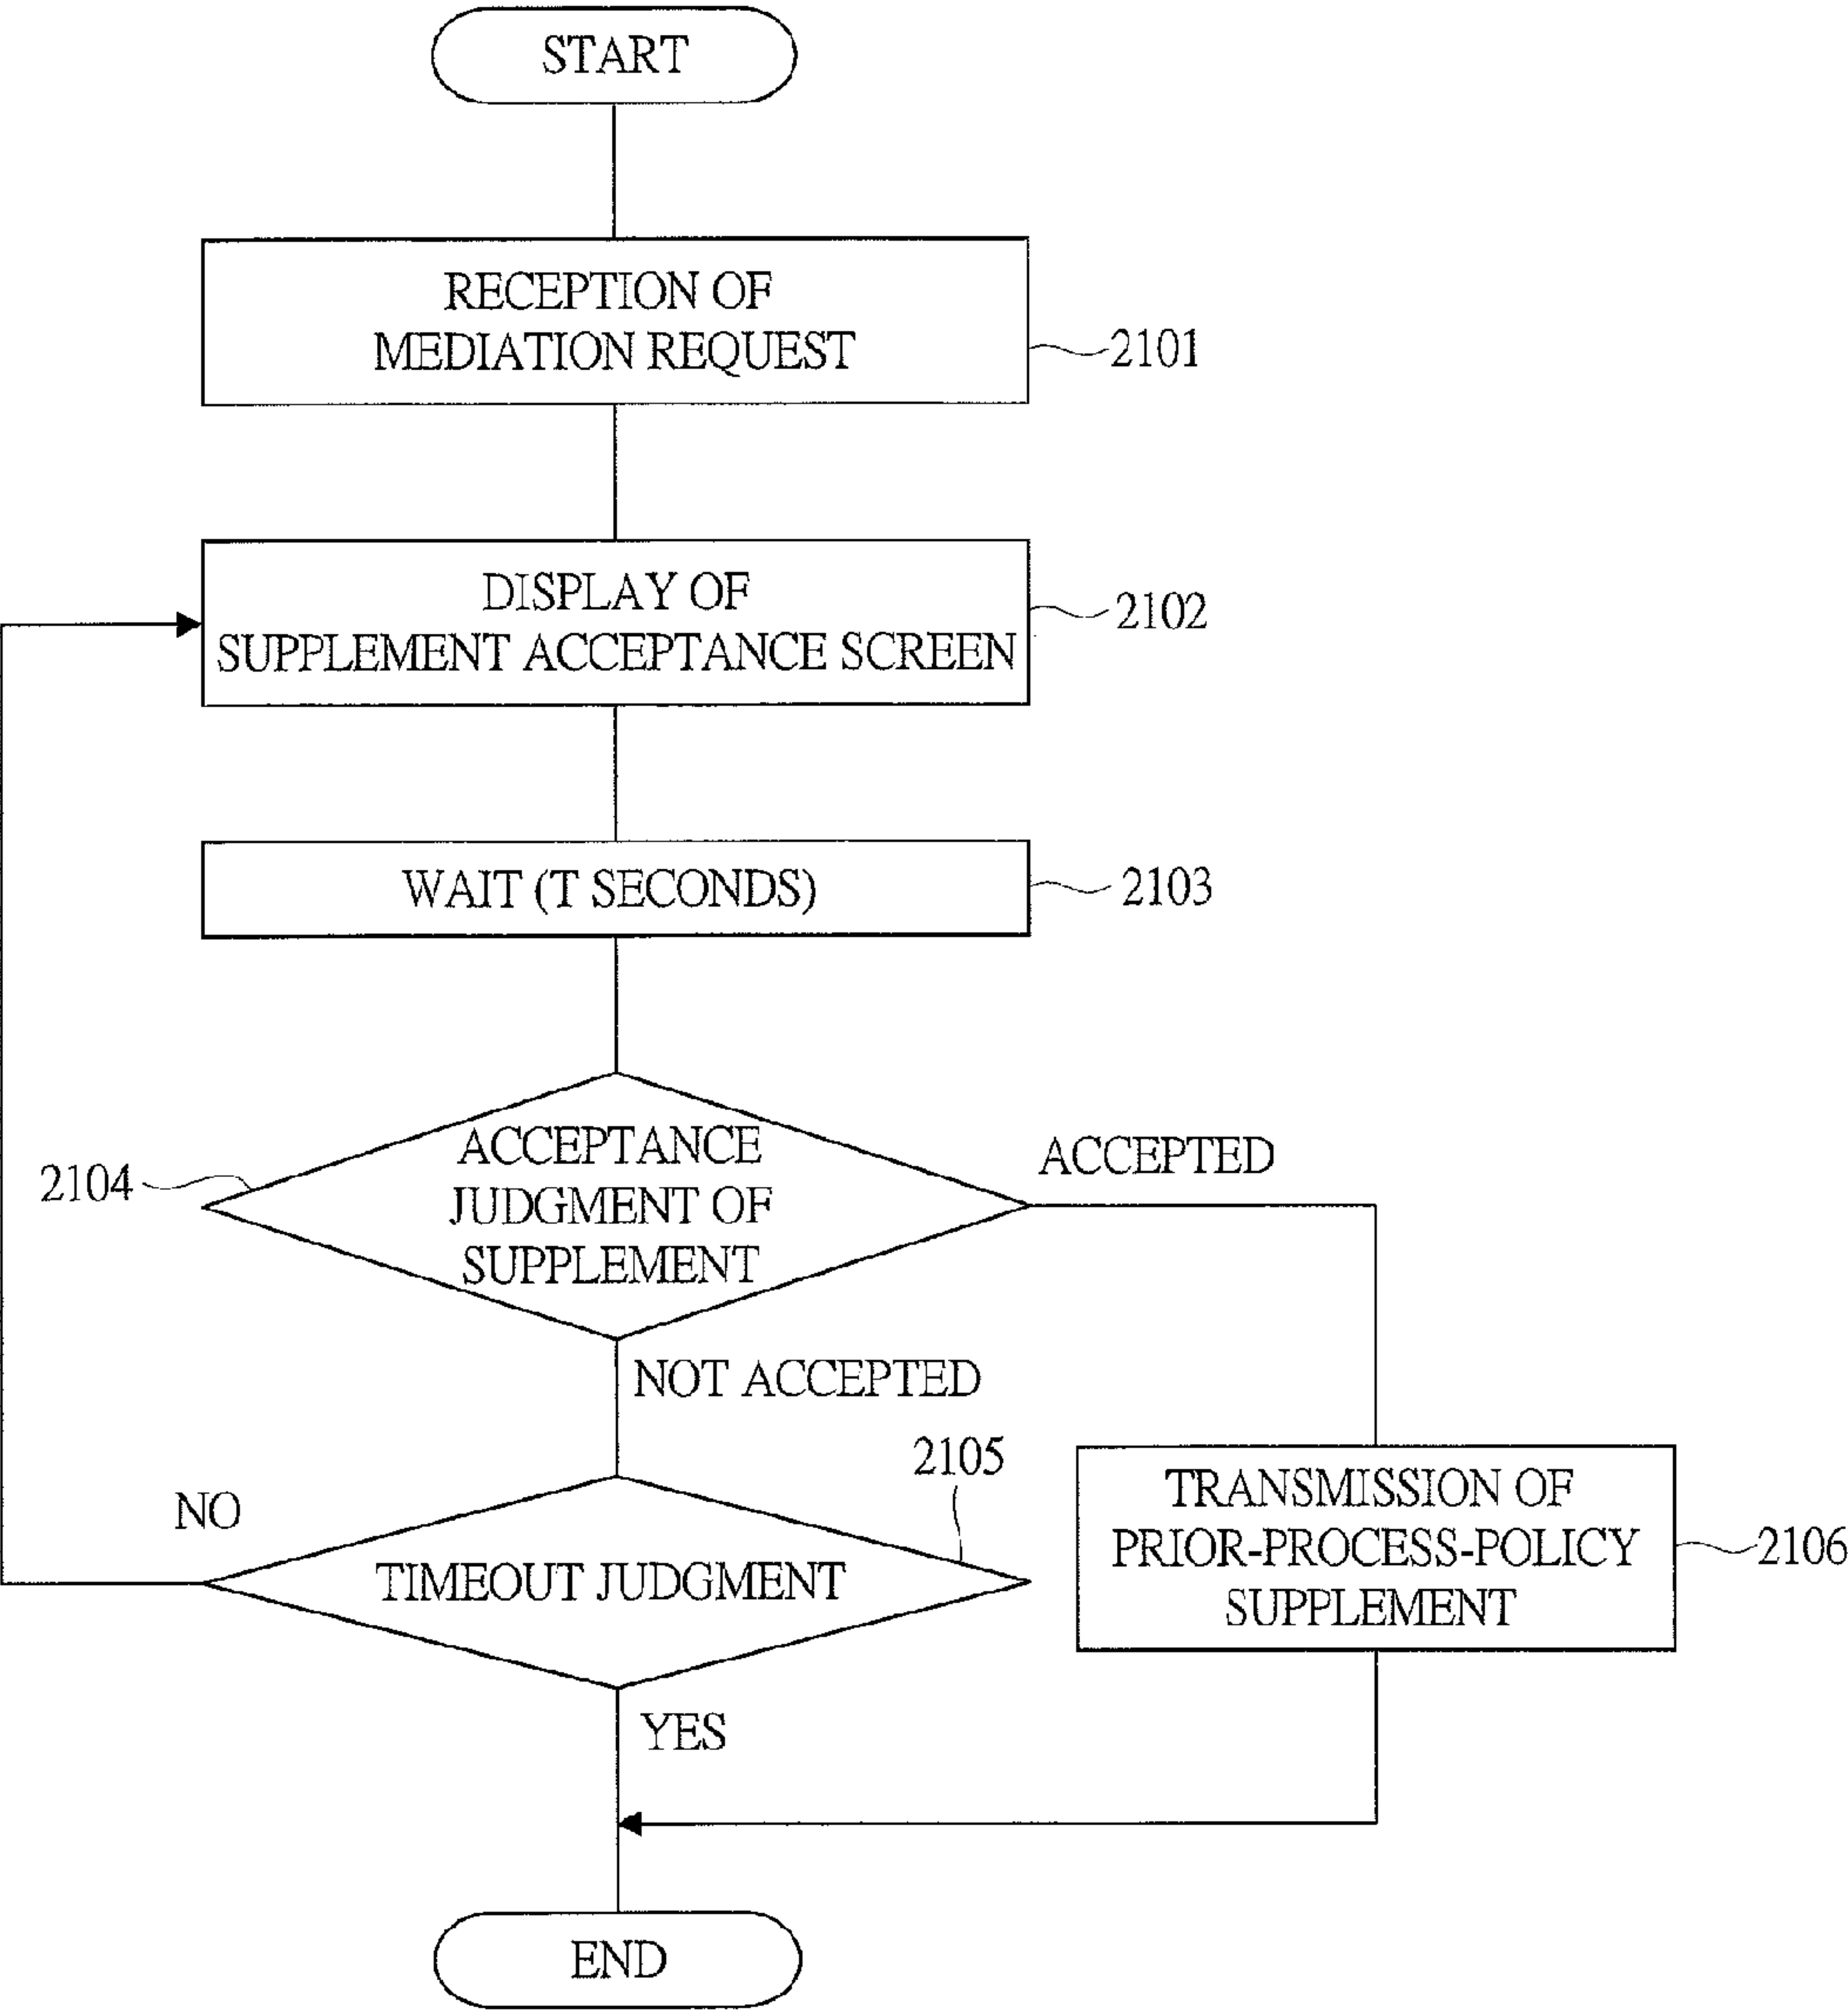 START
RECEPTION OF
MEDIATION REQUEST
2101
DISPLAY OF
SUPPLEMENT ACCEPTANCE SCREEN
2102
WAIT (T SECONDS)
2103
ACCEPTANCE
JUDGMENT OF
SUPPLEMENT
2104
ACCEPTED
NOT ACCEPTED
2105
NO
TIMEOUT JUDGMENT
TRANSMISSION OF
PRIOR-PROCESS-POLICY
SUPPLEMENT
2106
YES
END